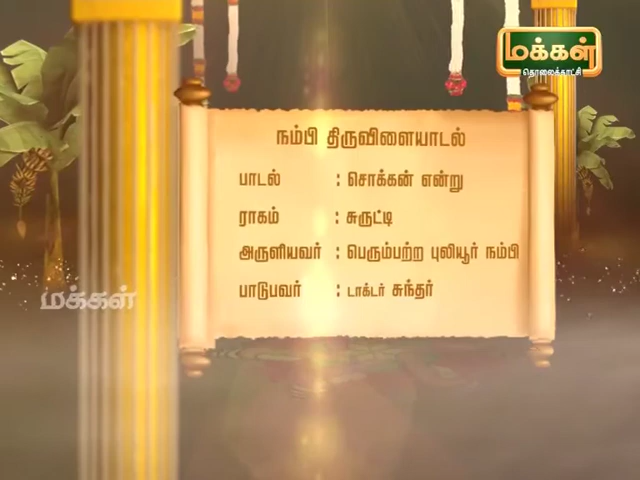 மக்கள்
தொலைக்காட்சி
நம்பி திருவிளையாடல்
பாடல் : சொக்கன் என்று
ராகம் : சுருட்டி
அருளியவர் : பெரும்பற்ற புலியூர் நம்பி
பாடுபவர் : டாக்டர் சுந்தர்
மக்கள்